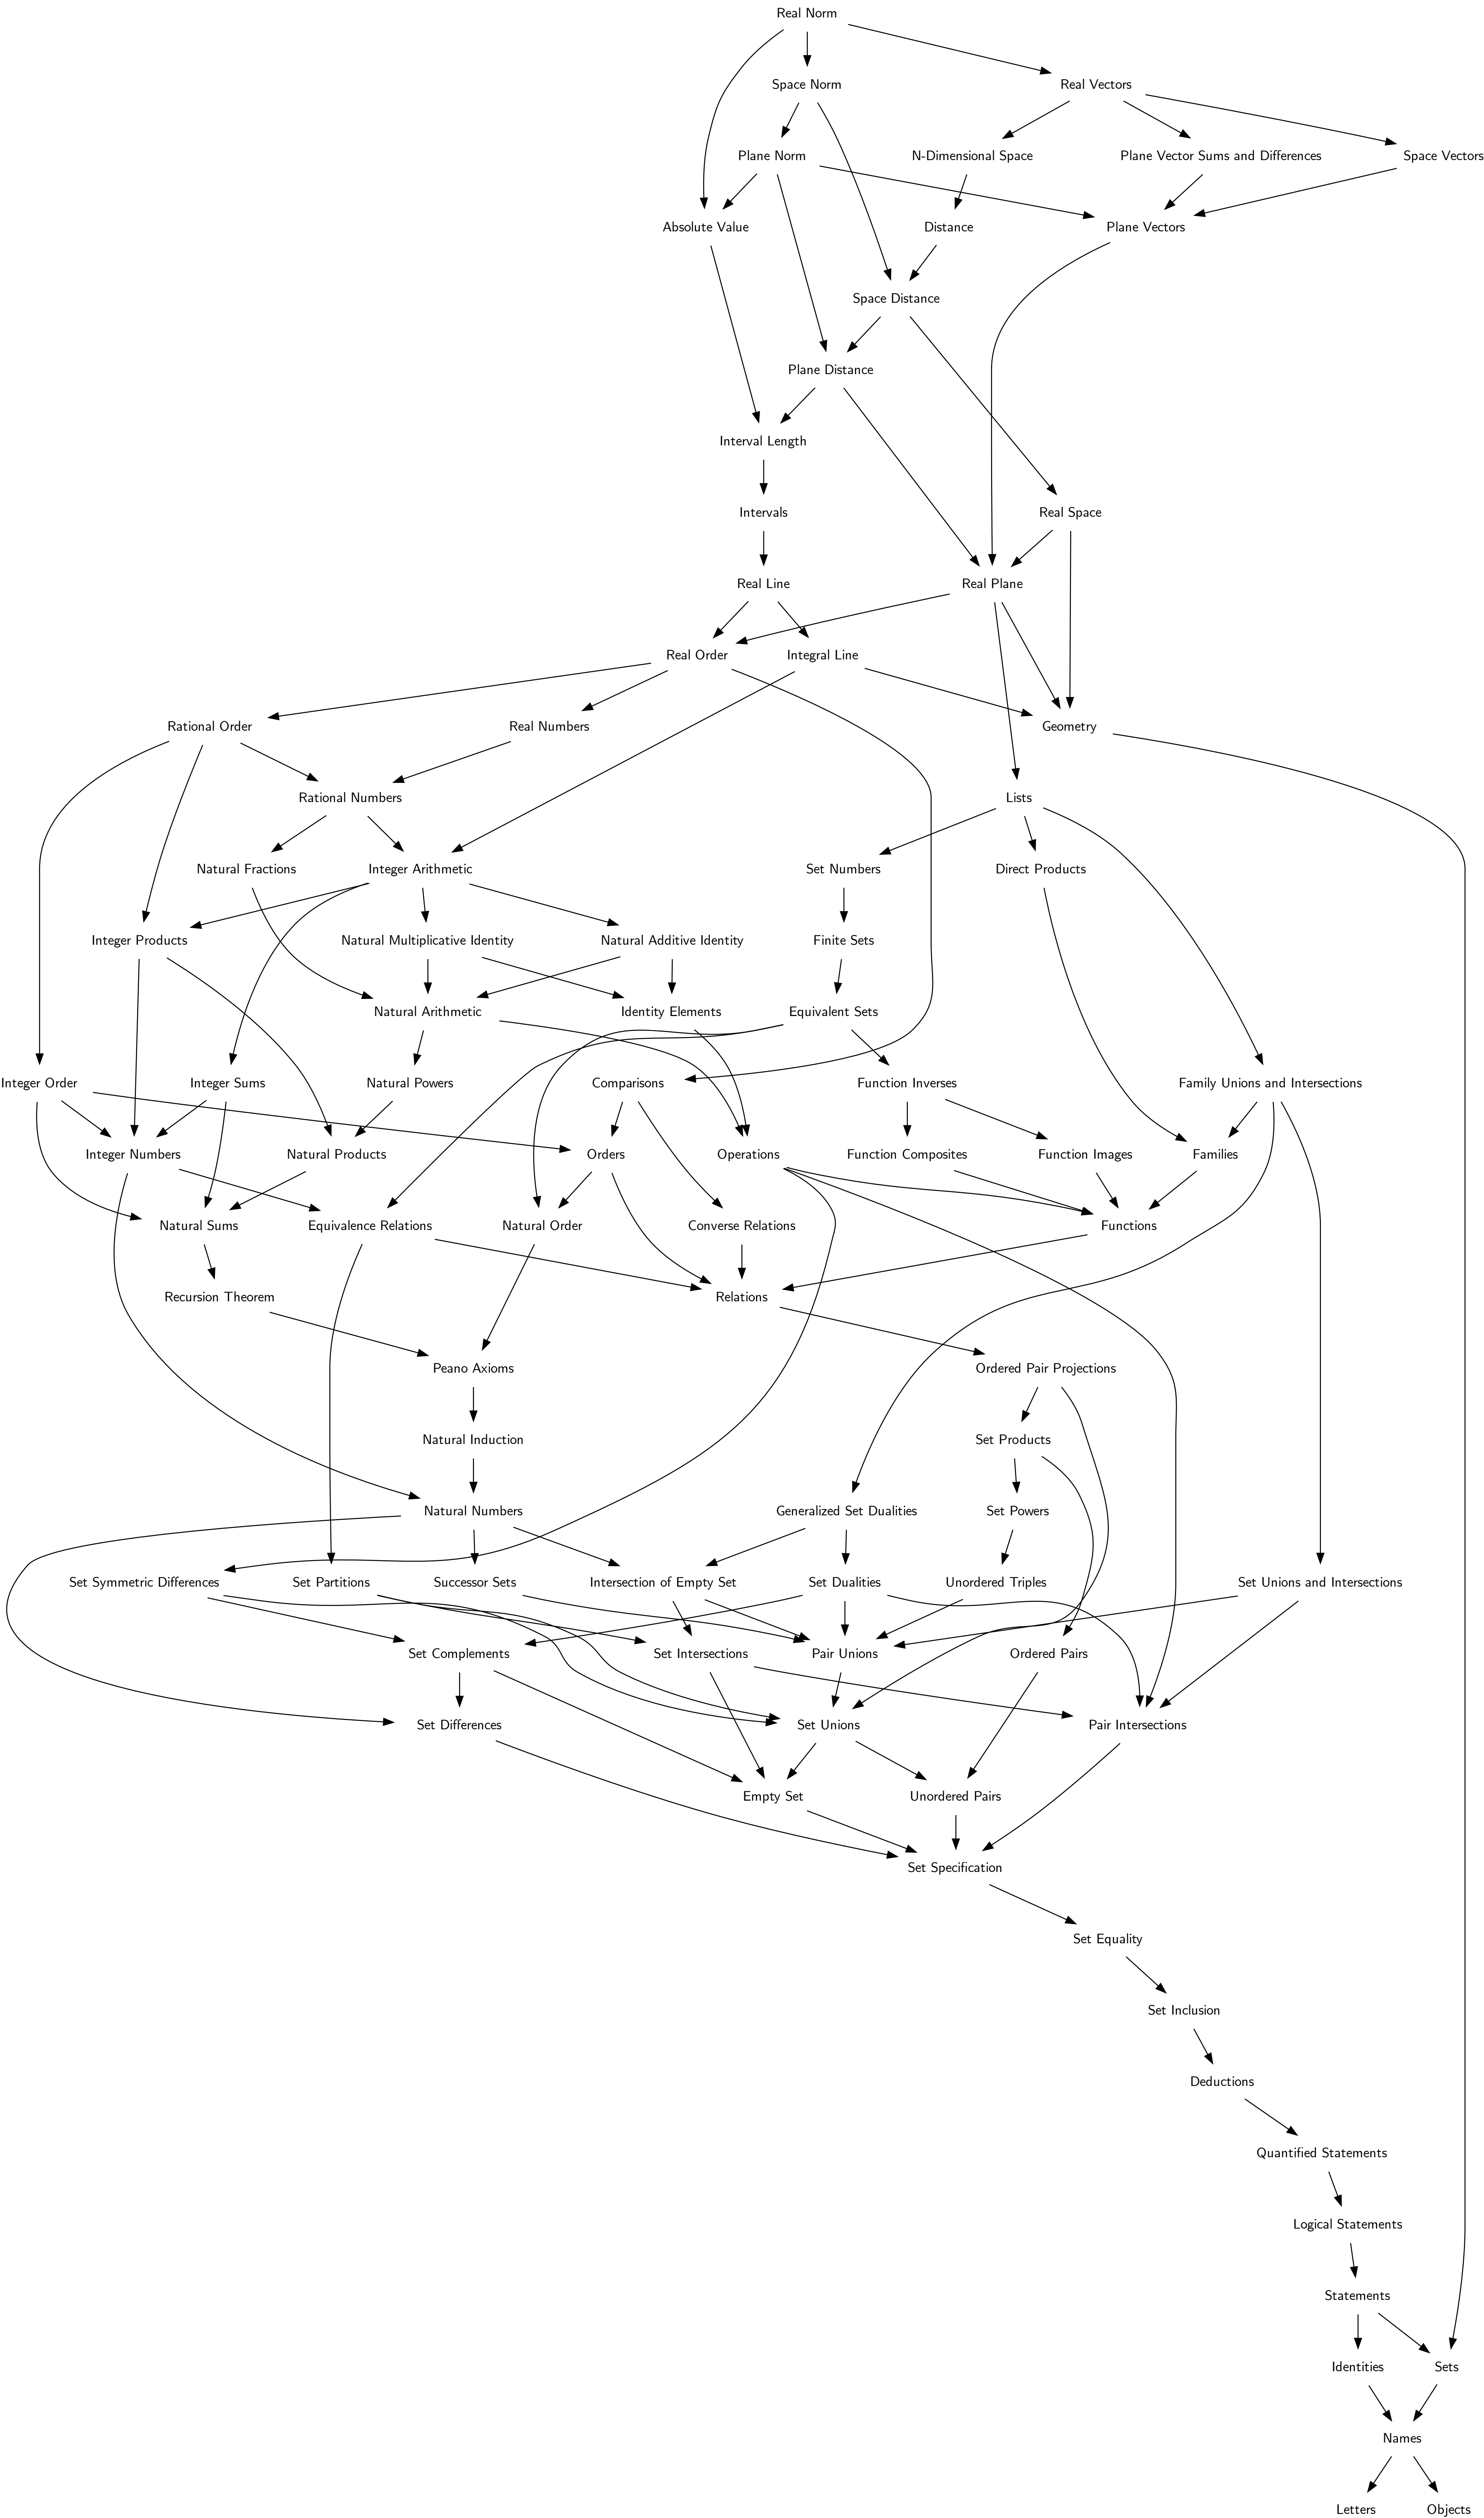 Real Norm
Space Norm
Real Vectors
Plane Norm
N-Dimensional Space
Plane Vector Sums and Differences
Space Vectors
Absolute Value
Distance
Plane Vectors
Space Distance
Plane Distance
Interval Length
Intervals
Real Space
Real Line
Real Plane
Real Order
Integral Line
Rational Order
Real Numbers
Geometry
Rational Numbers
Lists
Natural Fractions
Integer Arithmetic
Set Numbers
Direct Products
Integer Products
Natural Multiplicative Identity
Natural Additive Identity
Finite Sets
Natural Arithmetic
Identity Elements
Equivalent Sets
Integer Order
Integer Sums
Natural Powers
Comparisons
Function Inverses
Family Unions and Intersections
Integer Numbers
Natural Products
Orders
Operations
Function Composites
Function Images
Families
Natural Sums
Equivalence Relations
Natural Order
Converse Relations
Functions
Recursion Theorem
Relations
Peano Axioms
Ordered Pair Projections
Natural Induction
Set Products
Natural Numbers
Generalized Set Dualities
Set Powers
Set Symmetric Differences
Set Partitions
Successor Sets
Intersection of Empty Set
Set Dualities
Unordered Triples
Set Unions and Intersections
Set Complements
Set Intersections
Pair Unions
Ordered Pairs
Set Differences
Set Unions
Pair Intersections
Empty Set
Unordered Pairs
Set Specification
Set Equality
Set Inclusion
Deductions
Quantified Statements
Logical Statements
Statements
Identities
Sets
Names
Letters
Objects